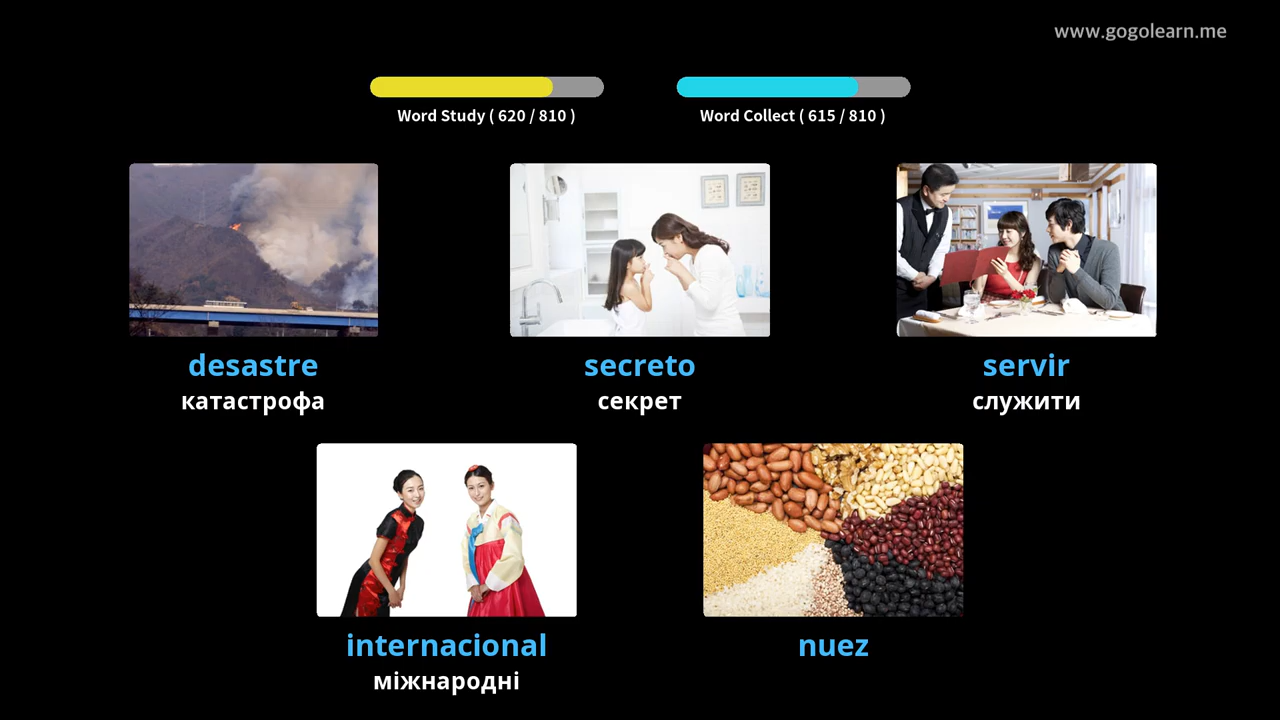 www.gogolearn.me
Word Study ( 620 / 810 )
Word Collect ( 615 / 810 )
desastre
катастрофа
secreto
секрет
servir
служити
internacional
міжнародні
nuez